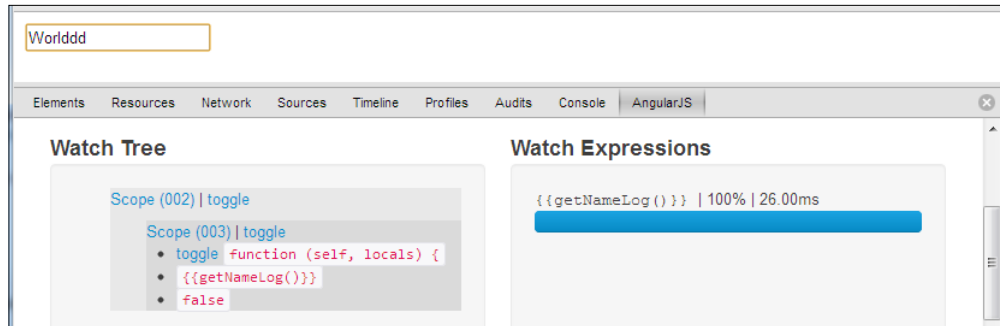 Worlddd
Elements Resources Network Sources Timeline Profiles Audits Console AngularJS
Watch Tree
Scope (002) | toggle
Scope (003) | toggle
toggle function (self, locals) {
{{getNameLog()}}
false
Watch Expressions
{{getNameLog()}} | 100% | 26.00ms